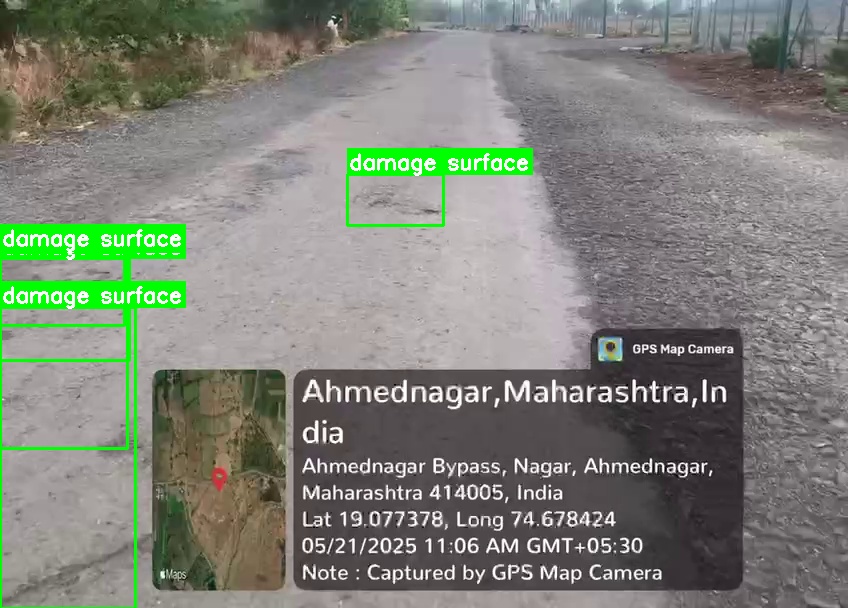 damage surface
damage surface
damage surface
GPS Map Camera
Ahmednagar,Maharashtra,In
dia
Ahmednagar Bypass, Nagar, Ahmednagar,
Maharashtra 414005, India
Lat 19.077378, Long 74.678424
05/21/2025 11:06 AM GMT+05:30
Note : Captured by GPS Map Camera
Maps